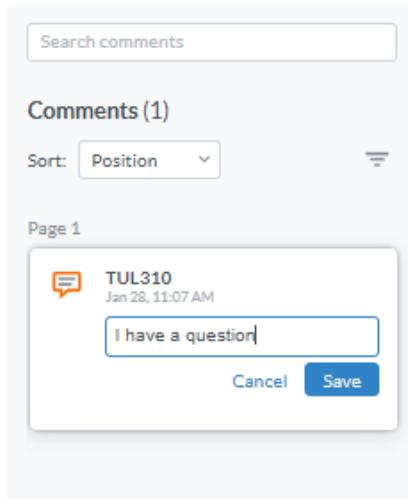 Search comments
Comments (1)
Sort: Position
Page 1
TUL310
Jan 28, 11:07 AM
I have a question
Cancel Save